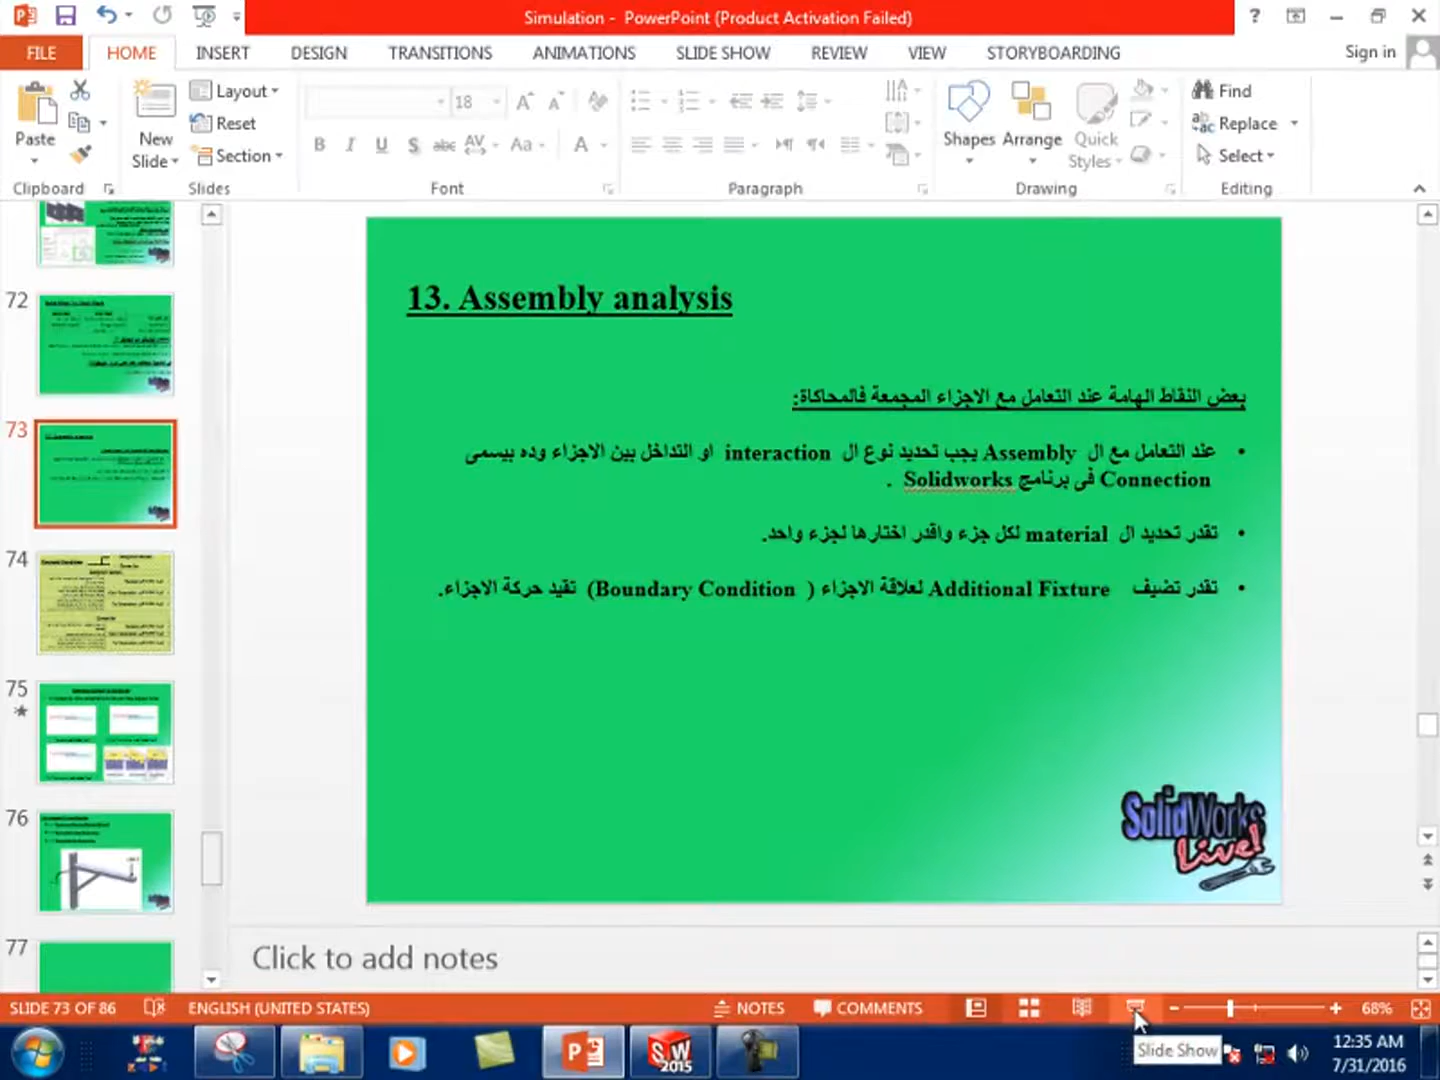 Simulation - PowerPoint (Product Activation Failed)
FILE
HOME
INSERT
DESIGN
TRANSITIONS
ANIMATIONS
SLIDE SHOW
REVIEW
VIEW
STORYBOARDING
Sign in
Paste
New
Slide
Layout
Reset
Section
18
Shapes
Arrange
Quick
Styles
Find
Replace
Select
Clipboard
Slides
Font
Paragraph
Drawing
Editing
72
73
74
75
76
77
13. Assembly analysis
بعض النقاط الهامة عند التعامل مع الاجزاء المجمعة فالمحاكاة:
• عند التعامل مع ال Assembly يجب تحديد نوع ال interaction او التداخل بين الاجزاء وده بيسمى
Connection فى برنامج Solidworks .
• تقدر تحديد ال material لكل جزء واقدر اختارها لجزء واحد.
• تقدر تضيف Additional Fixture لعلاقة الاجزاء ( Boundary Condition) تقيد حركة الاجزاء.
SolidWorks
Live!
Click to add notes
SLIDE 73 OF 86
ENGLISH (UNITED STATES)
NOTES
COMMENTS
68%
Slide Show
SW
2015
12:35 AM
7/31/2016